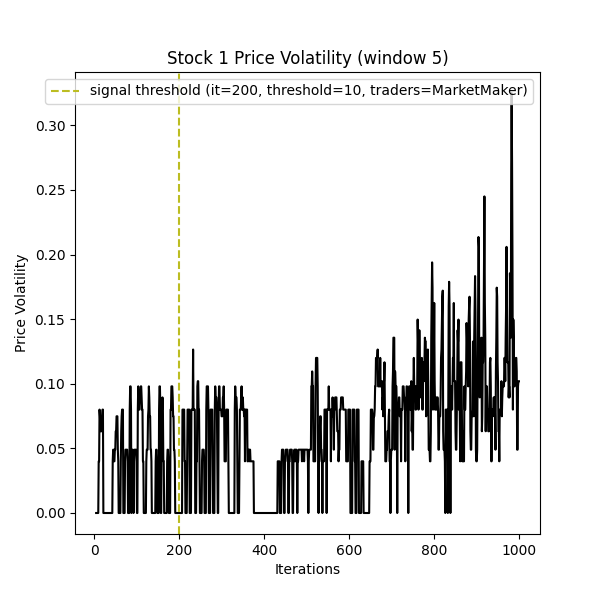 Stock 1 Price Volatility (window 5)
signal threshold (it=200, threshold=10, traders=MarketMaker)
0.30
0.25
0.20
0.15
0.10
0.05
0.00
Price Volatility
0 200 400 600 800 1000
Iterations